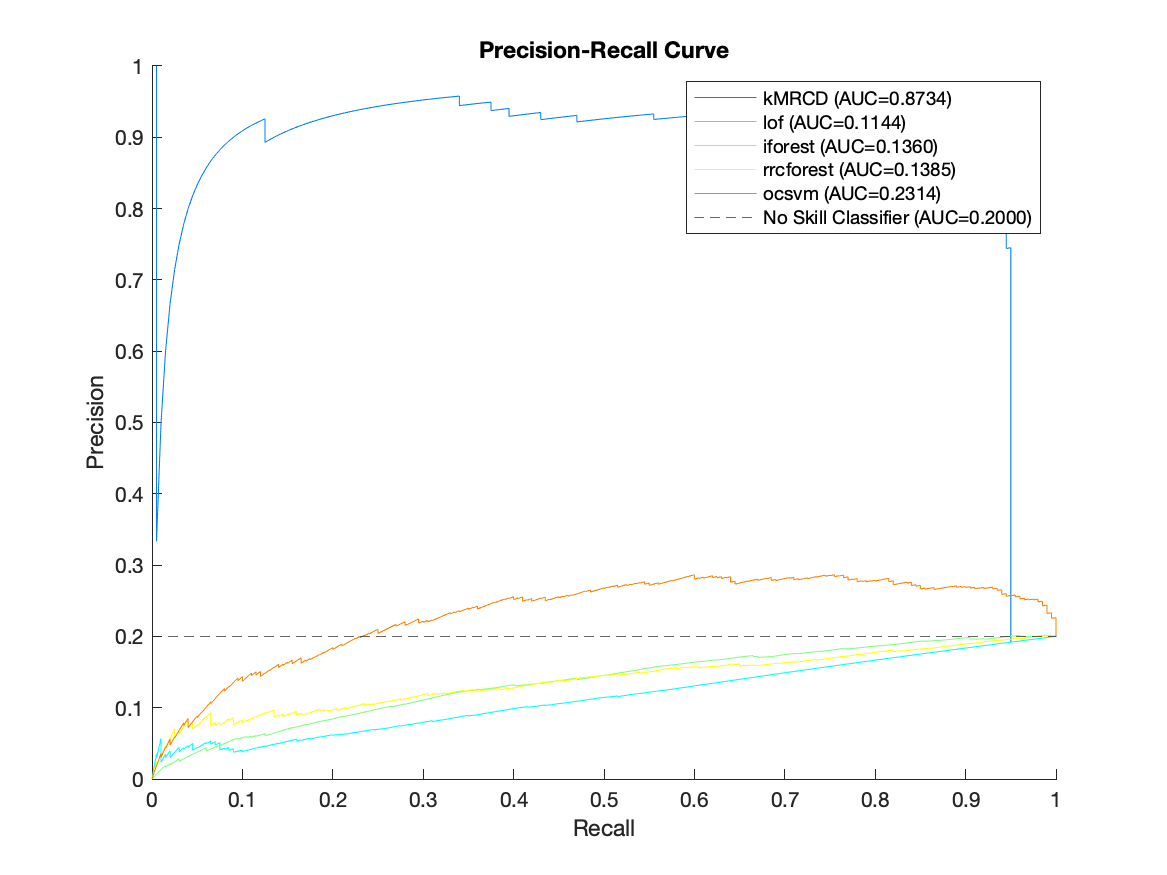 Precision-Recall Curve
kMRCD (AUC=0.8734)
lof (AUC=0.1144)
iforest (AUC=0.1360)
rrcforest (AUC=0.1385)
ocsvm (AUC=0.2314)
No Skill Classifier (AUC=0.2000)
Precision
1
0.9
0.8
0.7
0.6
0.5
0.4
0.3
0.2
0.1
0
0 0.1 0.2 0.3 0.4 0.5 0.6 0.7 0.8 0.9 1
Recall